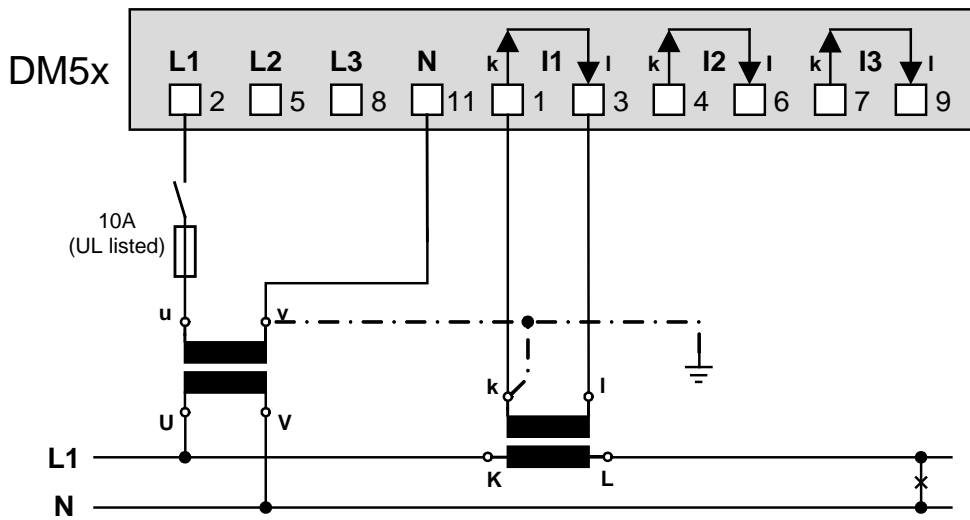 DM5x
L1 L2 L3 N k I1 l k I2 l k I3 l
2 5 8 11 1 3 4 6 7 9
10A
(UL listed)
u v
k l
U V
L1 K L
N